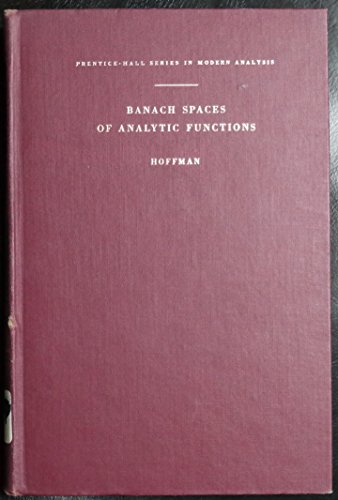 PRENTICE-HALL SERIES IN MODERN ANALYSIS
BANACH SPACES
OF ANALYTIC FUNCTIONS
HOFFMAN